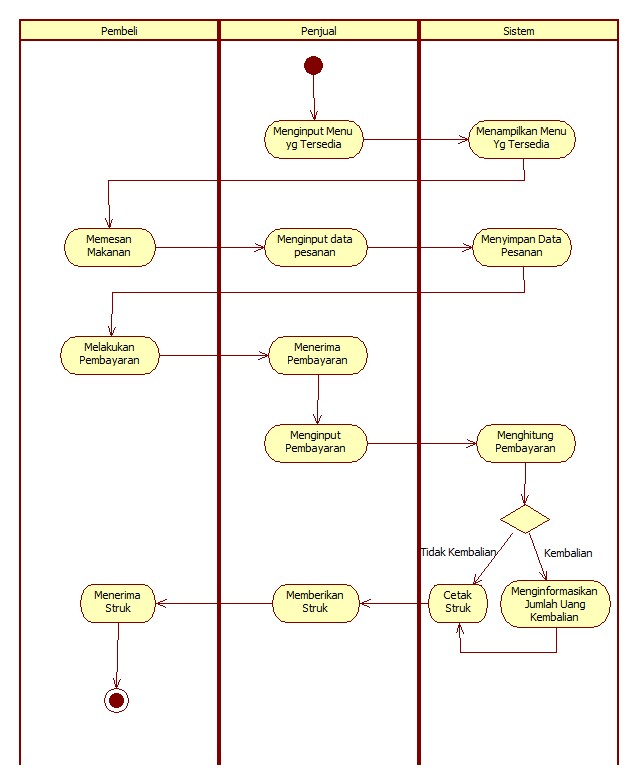 Pembeli
Penjual
Sistem
Menginput Menu
yg Tersedia
Menampilkan Menu
Yg Tersedia
Memesan
Makanan
Menginput data
pesanan
Menyimpan Data
Pesanan
Melakukan
Pembayaran
Menerima
Pembayaran
Menginput
Pembayaran
Menghitung
Pembayaran
Tidak Kembalian
Kembalian
Menerima
Struk
Memberikan
Struk
Cetak
Struk
Menginformasikan
Jumlah Uang
Kembalian